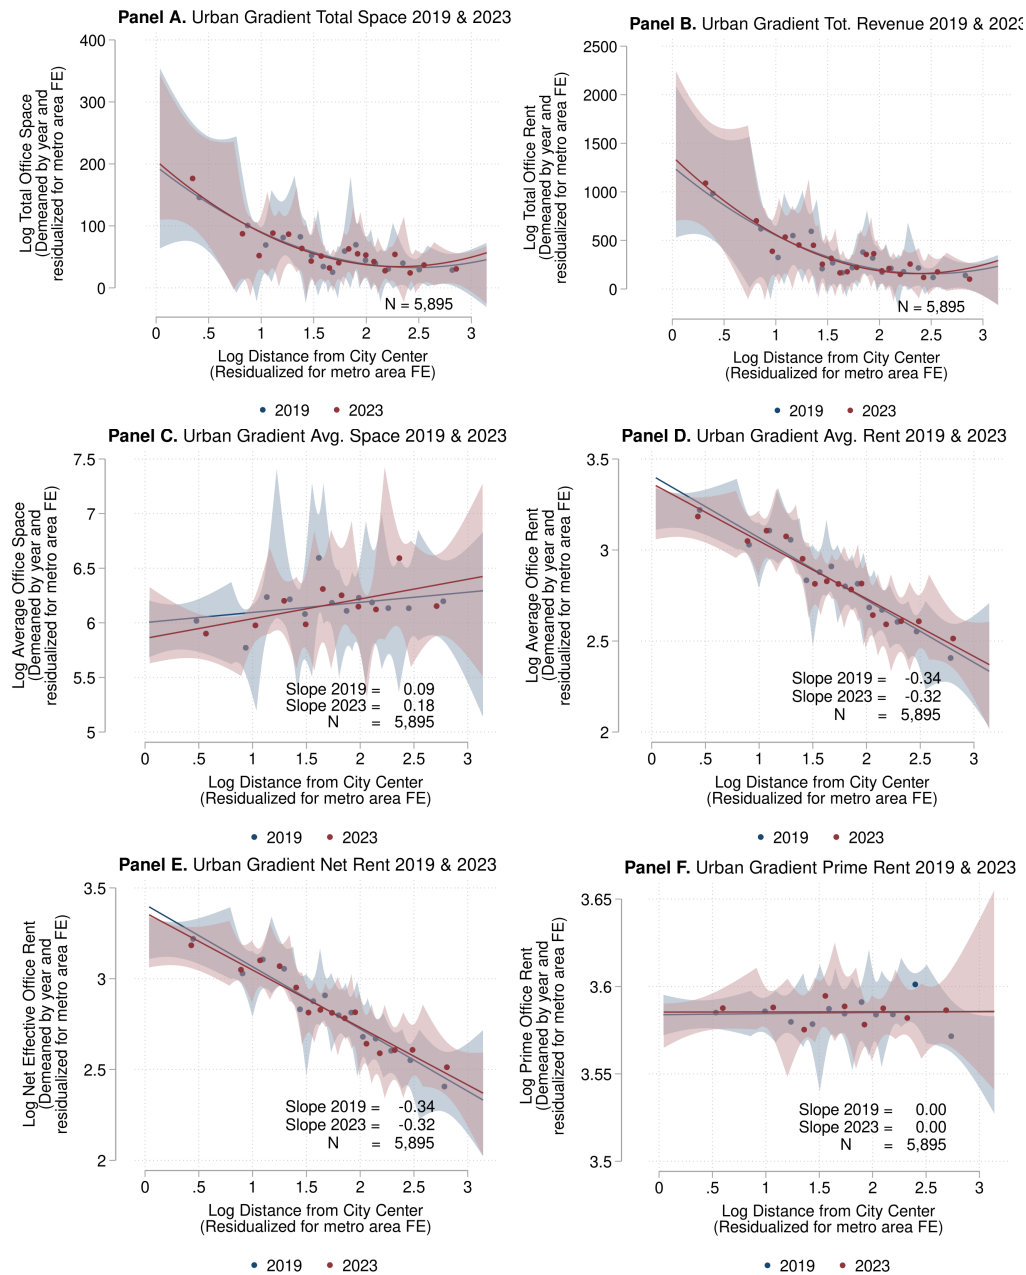 Panel A. Urban Gradient Total Space 2019 & 2023
Log Total Office Space
(Demeaned by year and
residualized for metro area FE)
400
300
200
100
0
N = 5,895
0 .5 1 1.5 2 2.5 3
Log Distance from City Center
(Residualized for metro area FE)
2019 2023
Panel B. Urban Gradient Tot. Revenue 2019 & 2023
Log Total Office Rent
(Demeaned by year and
residualized for metro area FE)
2500
2000
1500
1000
500
0
N = 5,895
0 .5 1 1.5 2 2.5 3
Log Distance from City Center
(Residualized for metro area FE)
2019 2023
Panel C. Urban Gradient Avg. Space 2019 & 2023
Log Average Office Space
(Demeaned by year and
residualized for metro area FE)
7.5
7
6.5
6
5.5
5
Slope 2019 = 0.09
Slope 2023 = 0.18
N = 5,895
0 .5 1 1.5 2 2.5 3
Log Distance from City Center
(Residualized for metro area FE)
2019 2023
Panel D. Urban Gradient Avg. Rent 2019 & 2023
Log Average Office Rent
(Demeaned by year and
residualized for metro area FE)
3.5
3
2.5
2
Slope 2019 = -0.34
Slope 2023 = -0.32
N = 5,895
0 .5 1 1.5 2 2.5 3
Log Distance from City Center
(Residualized for metro area FE)
2019 2023
Panel E. Urban Gradient Net Rent 2019 & 2023
Log Net Effective Office Rent
(Demeaned by year and
residualized for metro area FE)
3.5
3
2.5
2
Slope 2019 = -0.34
Slope 2023 = -0.32
N = 5,895
0 .5 1 1.5 2 2.5 3
Log Distance from City Center
(Residualized for metro area FE)
2019 2023
Panel F. Urban Gradient Prime Rent 2019 & 2023
Log Prime Office Rent
(Demeaned by year and
residualized for metro area FE)
3.65
3.6
3.55
3.5
Slope 2019 = 0.00
Slope 2023 = 0.00
N = 5,895
0 .5 1 1.5 2 2.5 3
Log Distance from City Center
(Residualized for metro area FE)
2019 2023